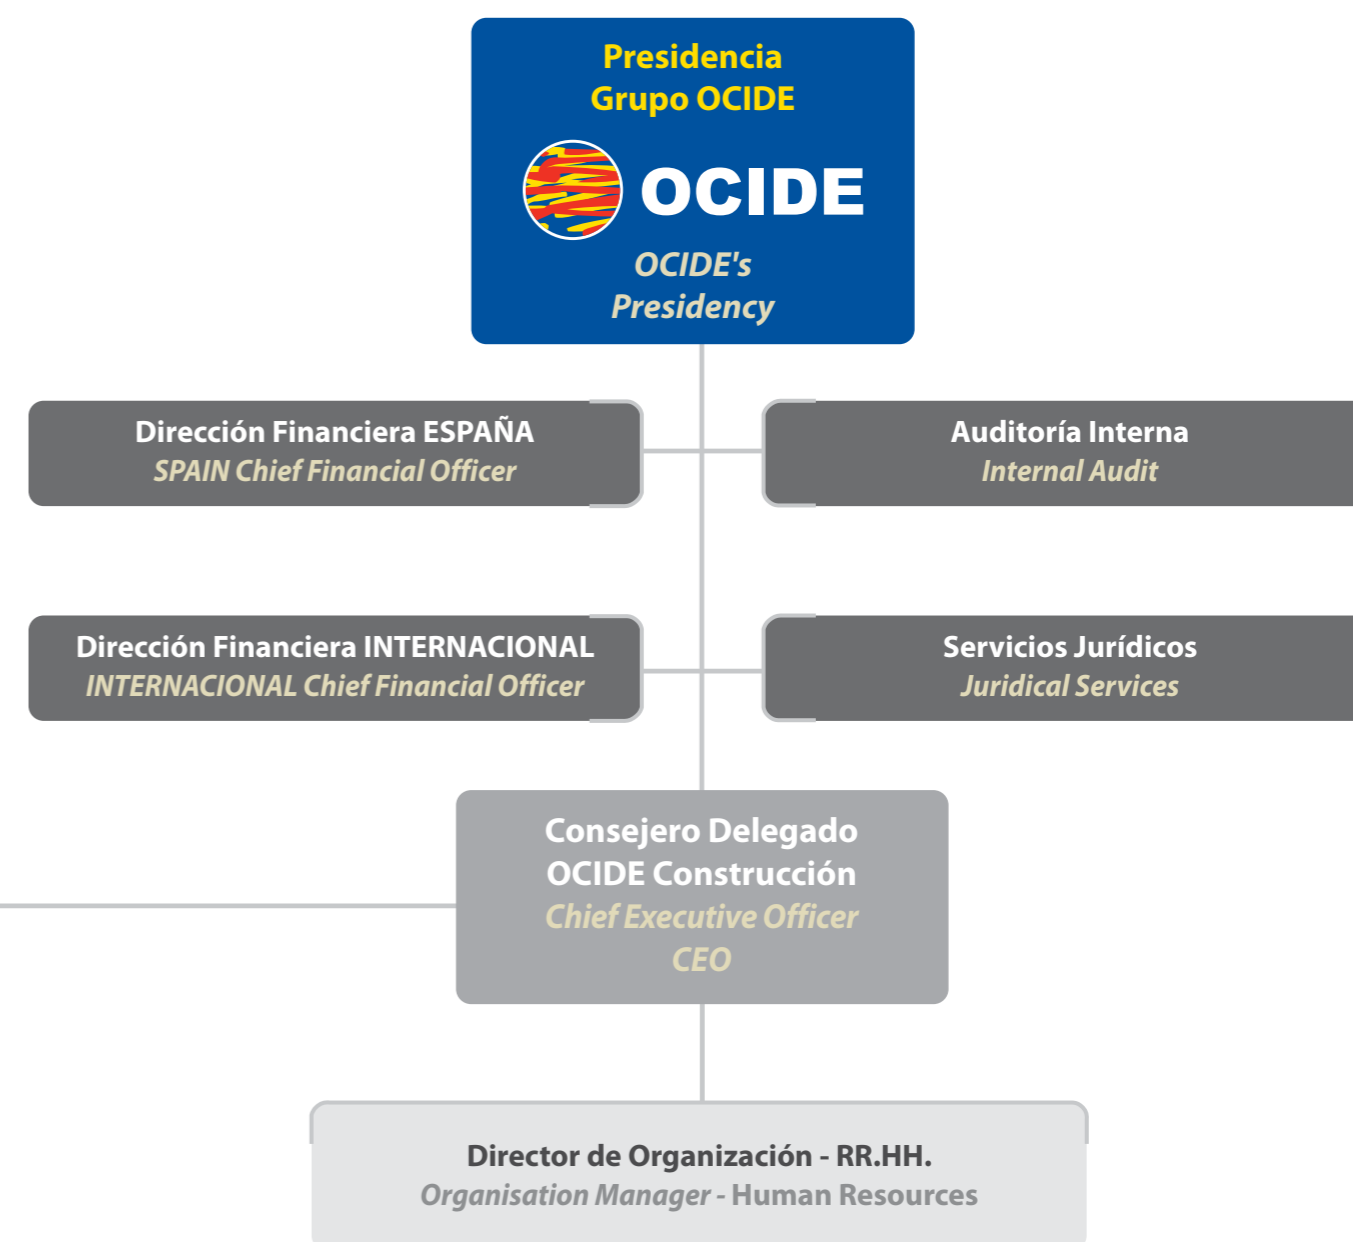 Presidencia
Grupo OCIDE
OCIDE
OCIDE's
Presidency
Dirección Financiera ESPAÑA
SPAIN Chief Financial Officer
Auditoría Interna
Internal Audit
Dirección Financiera INTERNACIONAL
INTERNACIONAL Chief Financial Officer
Servicios Jurídicos
Juridical Services
Consejero Delegado
OCIDE Construcción
Chief Executive Officer
CEO
Director de Organización - RR.HH.
Organisation Manager - Human Resources